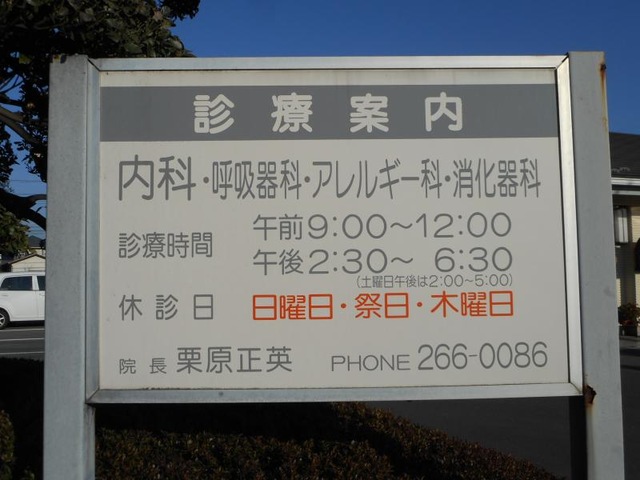 診療案内
内科・呼吸器科・アレルギー科・消化器科
診療時間 午前9:00〜12:00
午後2:30〜 6:30
(土曜日午後は2:00〜5:00)
休診日 日曜日・祭日・木曜日
院長 栗原正英 PHONE 266-0086